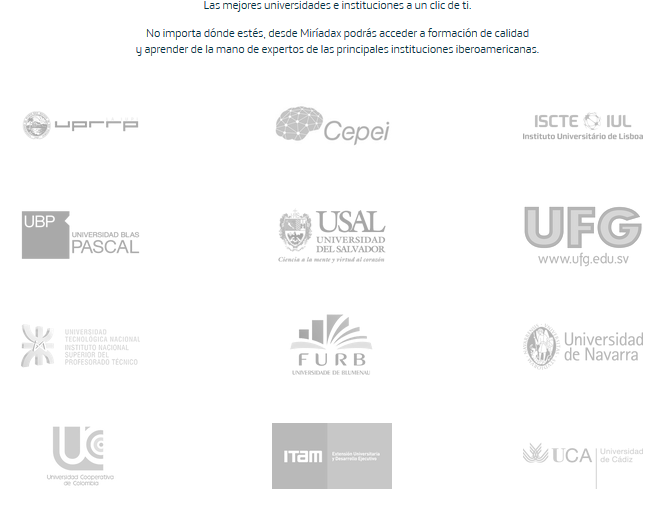 Las mejores universidades e instituciones a un clic de ti.
No importa dónde estés, desde Miríadax podrás acceder a formación de calidad
y aprender de la mano de expertos de las principales instituciones iberoamericanas.
uprrp
Cepei
ISCTE IUL
Instituto Universitário de Lisboa
UBP
UNIVERSIDAD BLAS
PASCAL
USAL
UNIVERSIDAD
DEL SALVADOR
Ciencia a la mente y virtud al corazón
UFG
www.ufg.edu.sv
UNIVERSIDAD
TECNOLÓGICA NACIONAL
INSTITUTO NACIONAL
SUPERIOR DEL
PROFESORADO TÉCNICO
FURB
UNIVERSIDADE DE BLUMENAU
Universidad
de Navarra
UC
Universidad Cooperativa
de Colombia
ITAM
Extensión Universitaria
y Desarrollo Ejecutivo
UCA
Universidad
de Cádiz